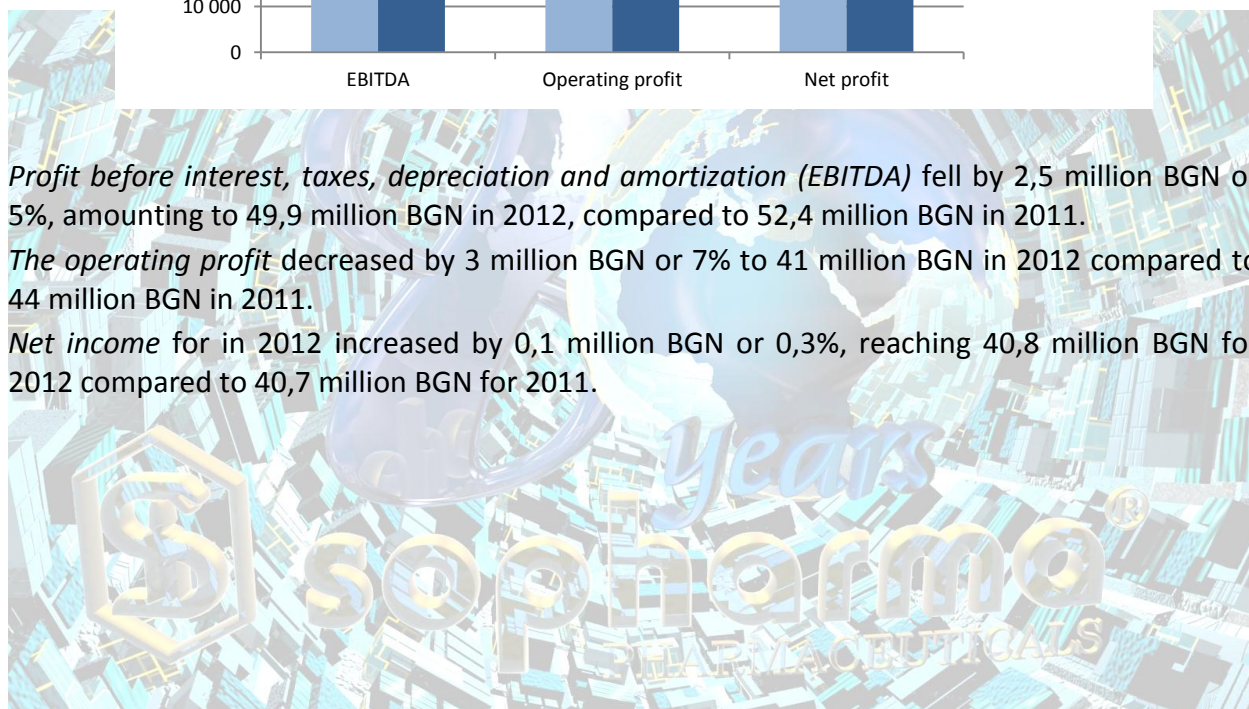 10 000
0
EBITDA Operating profit Net profit
Profit before interest, taxes, depreciation and amortization (EBITDA) fell by 2,5 million BGN o
5%, amounting to 49,9 million BGN in 2012, compared to 52,4 million BGN in 2011.
The operating profit decreased by 3 million BGN or 7% to 41 million BGN in 2012 compared to
44 million BGN in 2011.
Net income for in 2012 increased by 0,1 million BGN or 0,3%, reaching 40,8 million BGN fo
2012 compared to 40,7 million BGN for 2011.
years
sopharma ®
PHARMACEUTICALS